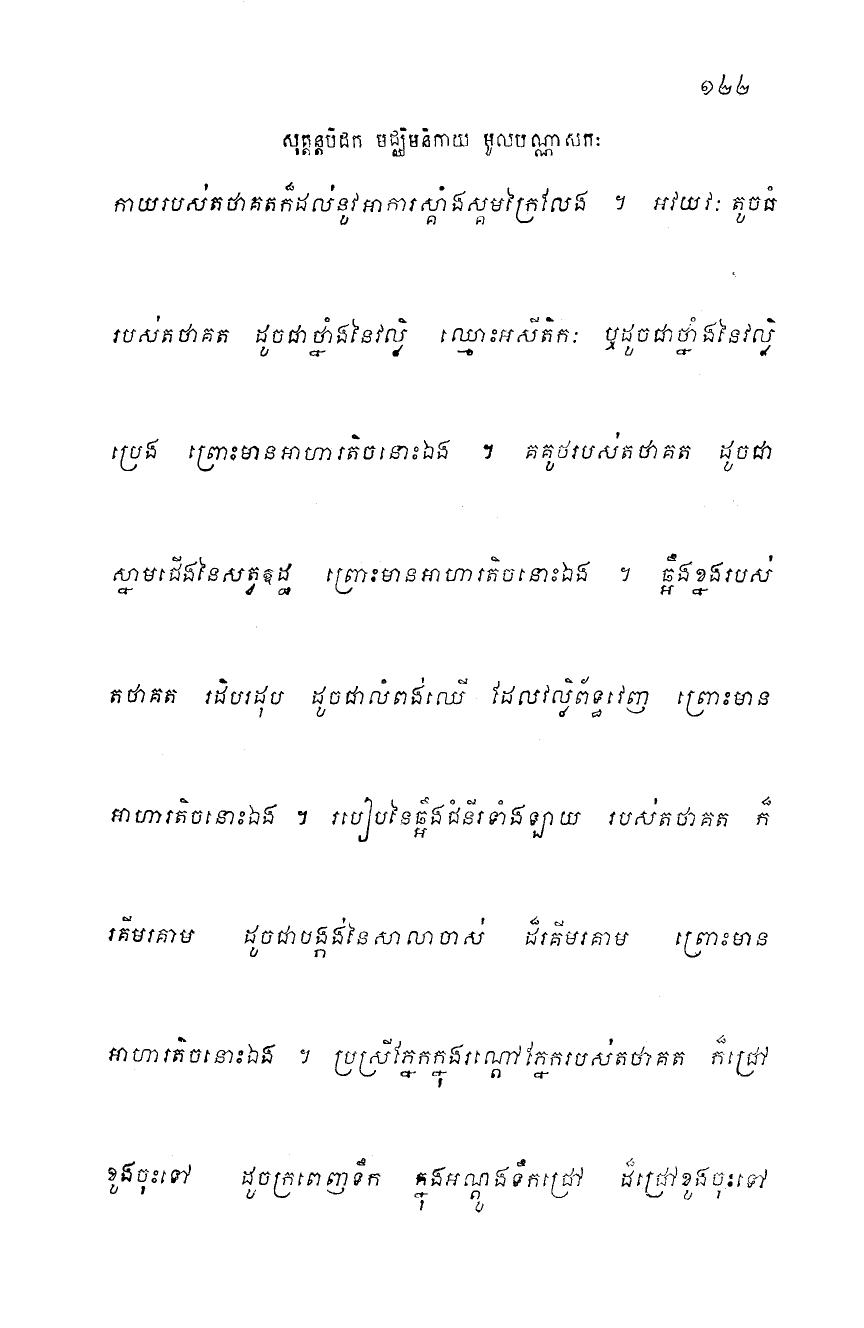 ១២២
សុត្តន្តបិដក មជ្ឈិមនិកាយ មូលបណ្ណាសកៈ
កាយរបស់តថាគតក៏ដល់នូវអាការស្គាំងស្គមក្រៃលែង ។ អវយវៈ តូចធំ
របស់តថាគត ដូចជាថ្នាំងនៃវល្លិ ឈ្មោះអសីតិកៈ ឬដូចជាថ្នាំងនៃវល្លិ
ប្រេង ព្រោះមានអាហារតិចនោះឯង ។ គគូថរបស់តថាគត ដូចជា
ស្នាមជើងនៃសត្វឧដ្ឋ ព្រោះមានអាហារតិចនោះឯង ។ ឆ្អឹងខ្នងរបស់
តថាគត រដិបរដុប ដូចជាលំពង់ឈើ ដែលវល្លិព័ទ្ធវេញ ព្រោះមាន
អាហារតិចនោះឯង ។ របៀបនៃឆ្អឹងជំនីរទាំងឡាយ របស់តថាគត ក៏
រគីមរគាម ដូចជាបង្កង់នៃសាលាចាស់ ដ៏រគីមរគាម ព្រោះមាន
អាហារតិចនោះឯង ។ ប្រស្រីភ្នែកក្នុងរណ្តៅភ្នែករបស់តថាគត ក៏ជ្រៅ
ខូងចុះទៅ ដូចក្រពេញទឹក ក្នុងអណ្តូងទឹកជ្រៅ ដ៏ជ្រៅខូងចុះទៅ